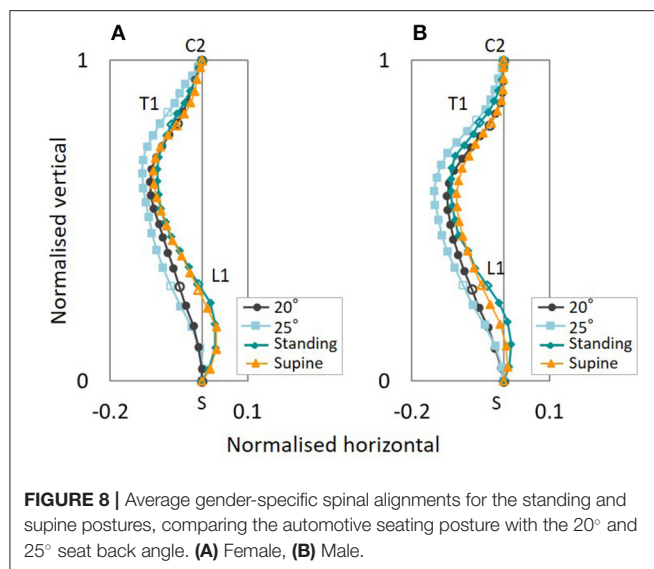 A
B
C2
C2
1
1
T1
T1
Normalised vertical
L1
L1
20°
25°
Standing
Supine
20°
25°
Standing
Supine
0
0
S
S
-0.2
0.1
-0.2
0.1
Normalised horizontal
FIGURE 8 | Average gender-specific spinal alignments for the standing and
supine postures, comparing the automotive seating posture with the 20° and
25° seat back angle. (A) Female, (B) Male.